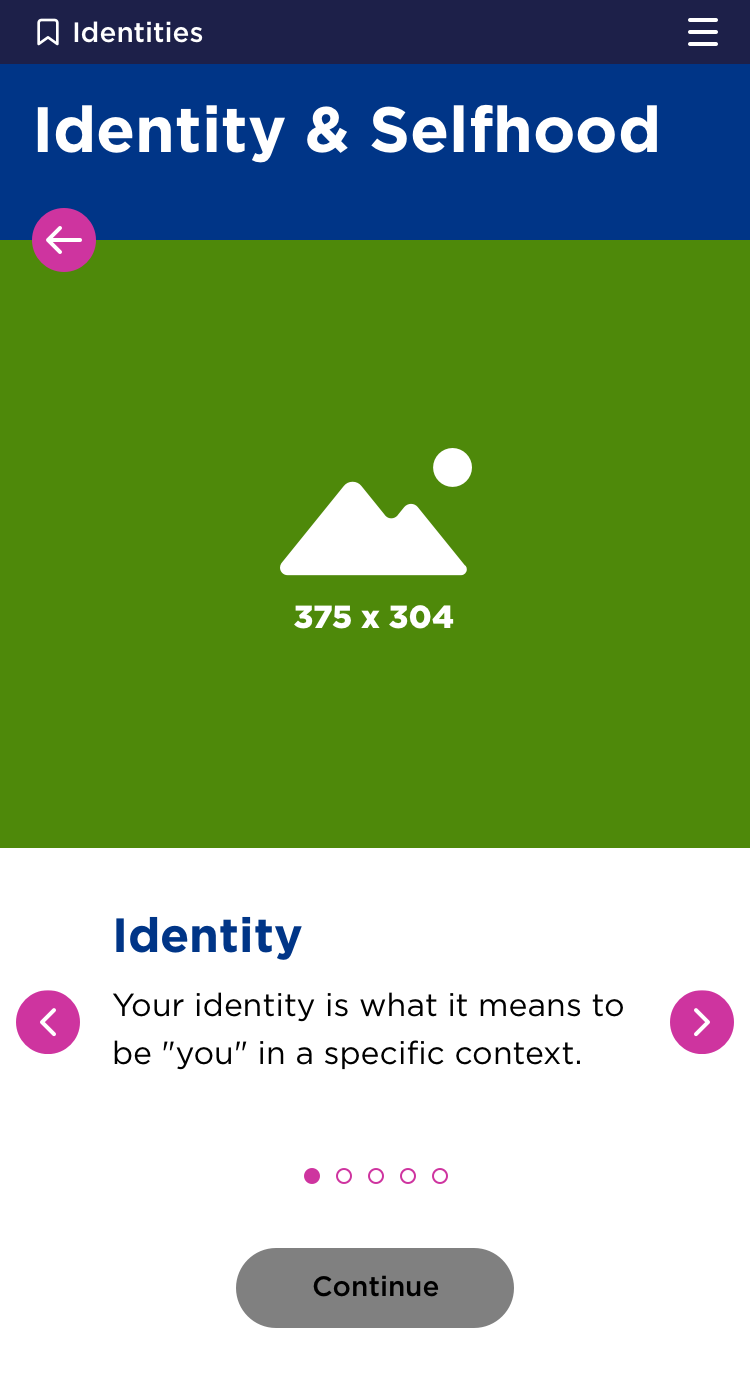 Identities
Identity & Selfhood
375 x 304
Identity
Your identity is what it means to
be "you" in a specific context.
Continue